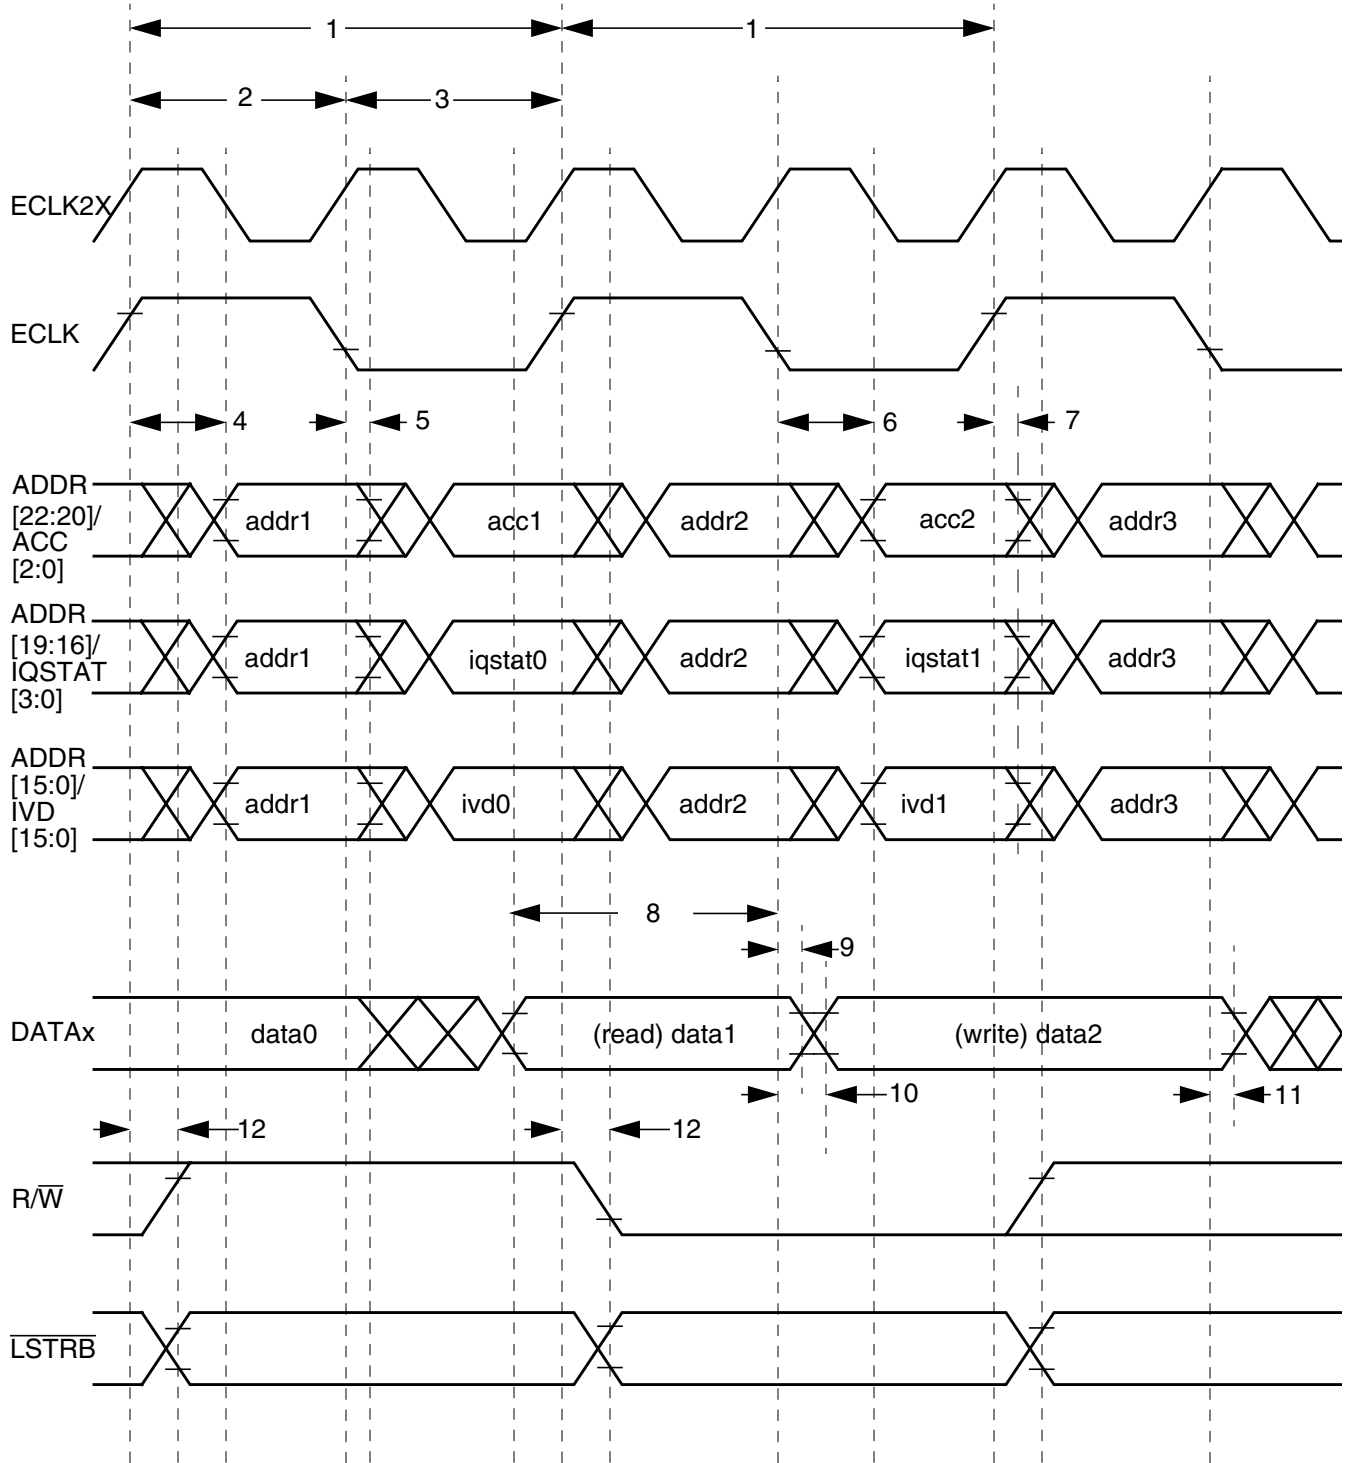 1 1
2 3
ECLK2X
ECLK
4 5 6 7
ADDR
[22:20]/
ACC
[2:0]
addr1 acc1 addr2 acc2 addr3
ADDR
[19:16]/
IQSTAT
[3:0]
addr1 iqstat0 addr2 iqstat1 addr3
ADDR
[15:0]/
IVD
[15:0]
addr1 ivd0 addr2 ivd1 addr3
8
9
DATAx data0 (read) data1 (write) data2
10 11
12 12
R/W
LSTRB